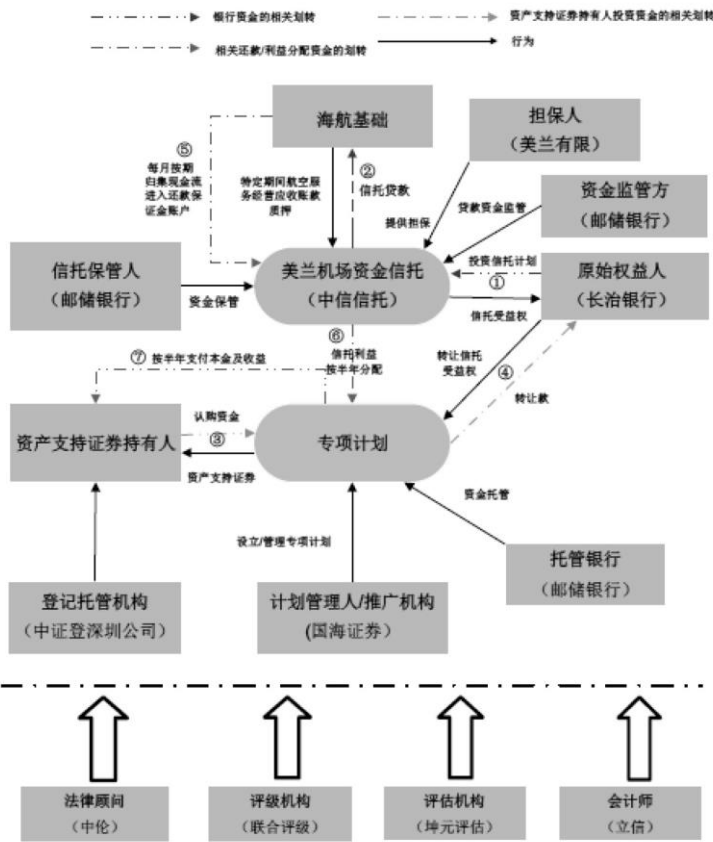 银行资金的相关划转
资产支持证券持有人投资资金的相关划转
相关还款/利益分配资金的划转
行为
海航基础
担保人
（美兰有限）
⑤
每月按期
归集现金流
进入还款保
证金账户
特定期间航空服
务经营应收账款
质押
②
信托贷款
提供担保
贷款资金监管
资金监管方
（邮储银行）
信托保管人
（邮储银行）
资金保管
美兰机场资金信托
（中信信托）
投资信托计划
①
信托受益权
原始权益人
（长治银行）
⑥
信托利益
按半年分配
⑦ 按半年支付本金及收益
转让信托
受益权
④
转让款
资产支持证券持有人
认购资金
③
资产支持证券
专项计划
资金托管
设立/管理专项计划
托管银行
（邮储银行）
登记托管机构
（中证登深圳公司）
计划管理人/推广机构
(国海证券）
法律顾问
（中伦）
评级机构
（联合评级）
评估机构
（坤元评估）
会计师
（立信）